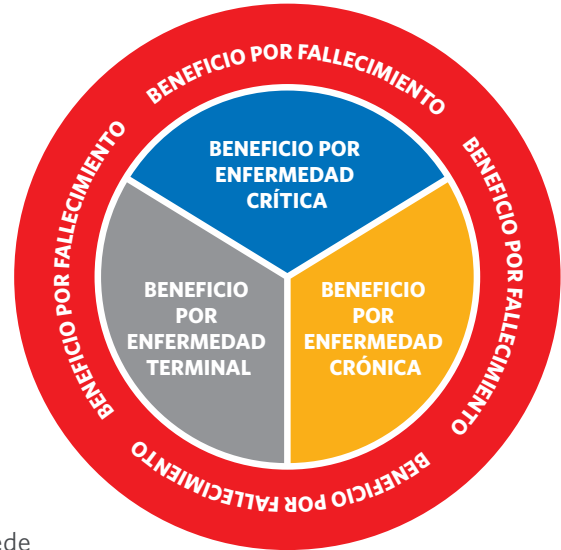 BENEFICIO POR FALLECIMIENTO
BENEFICIO POR FALLECIMIENTO
BENEFICIO POR FALLECIMIENTO
BENEFICIO POR FALLECIMIENTO
BENEFICIO POR
ENFERMEDAD
CRÍTICA
BENEFICIO
POR
ENFERMEDAD
TERMINAL
BENEFICIO
POR
ENFERMEDAD
CRÓNICA
ede